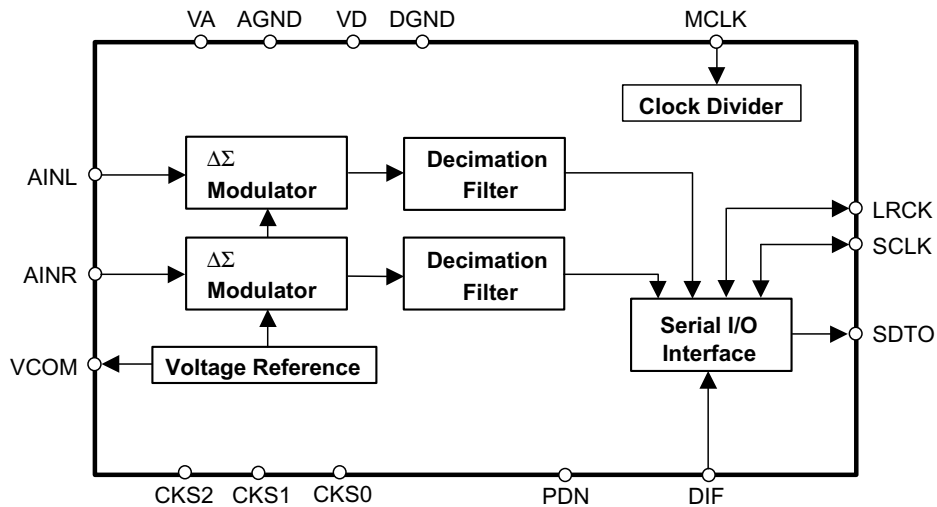 VA AGND VD DGND MCLK
Clock Divider
AINL
ΔΣ
Modulator
Decimation
Filter
LRCK
SCLK
AINR
ΔΣ
Modulator
Decimation
Filter
Serial I/O
Interface
SDTO
VCOM
Voltage Reference
CKS2 CKS1 CKS0 PDN DIF